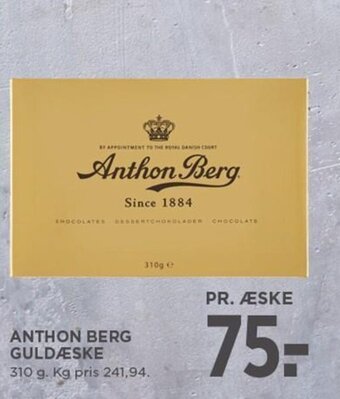 BY APPOINTMENT TO THE ROYAL DANISH COURT
Anthon Berg
Since 1884
CHOCOLATES DESSERTCHOKOLADER CHOCOLATS
310g ℮
PR. ÆSKE
75:-
ANTHON BERG
GULDÆSKE
310 g. Kg pris 241,94.